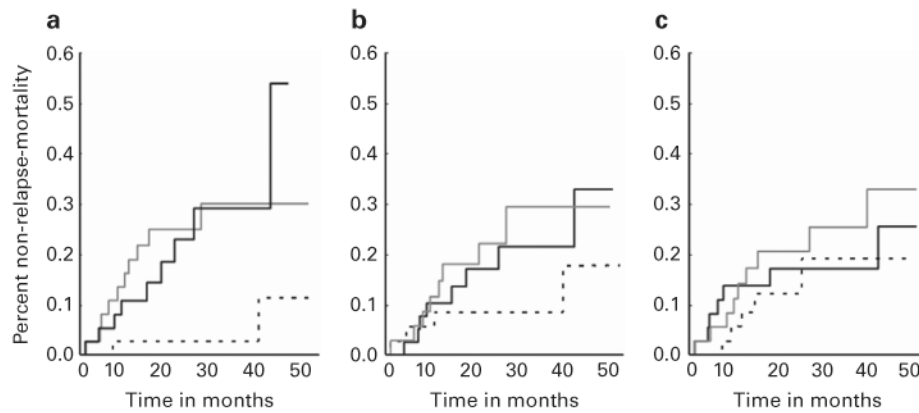 a b c
0.6 0.6 0.6
0.5 0.5 0.5
0.4 0.4 0.4
0.3 0.3 0.3
0.2 0.2 0.2
0.1 0.1 0.1
0.0 0.0 0.0
Percent non-relapse-mortality
0 10 20 30 40 50 0 10 20 30 40 50 0 10 20 30 40 50
Time in months Time in months Time in months